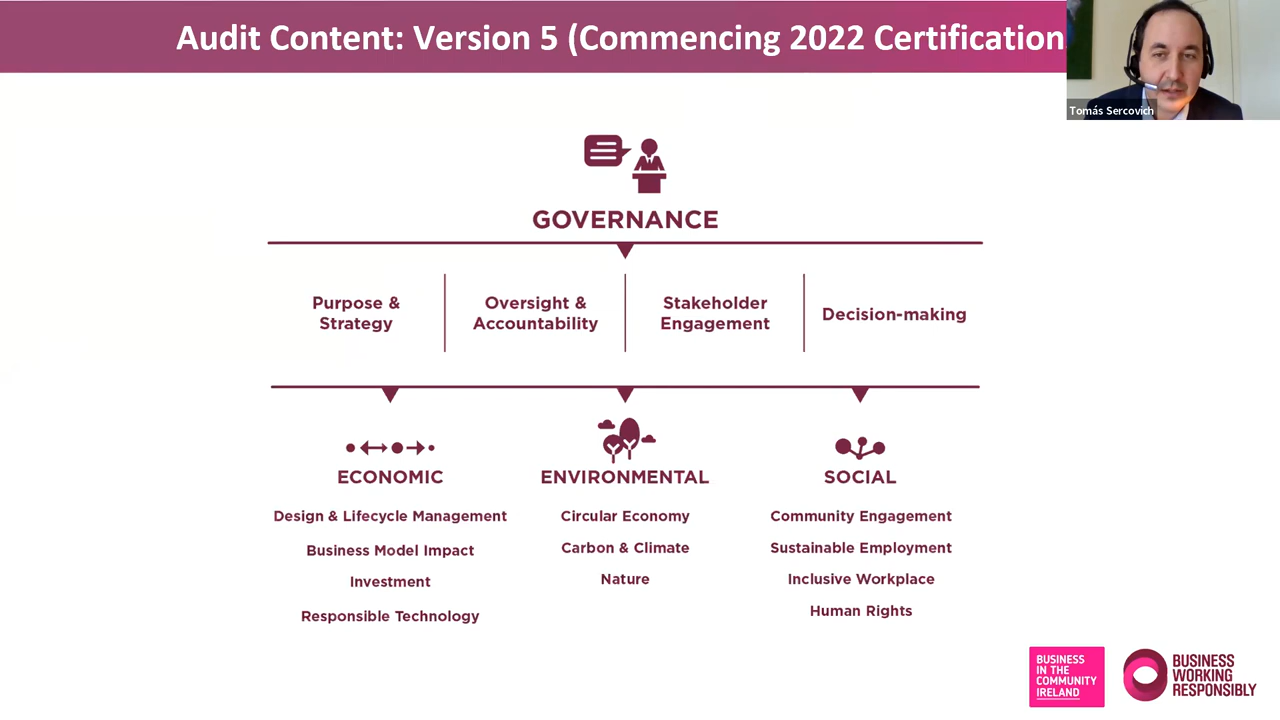 Audit Content: Version 5 (Commencing 2022 Certification
Tomás Sercovich
GOVERNANCE
Purpose &
Strategy
Oversight &
Accountability
Stakeholder
Engagement
Decision-making
ECONOMIC
Design & Lifecycle Management
Business Model Impact
Investment
Responsible Technology
ENVIRONMENTAL
Circular Economy
Carbon & Climate
Nature
SOCIAL
Community Engagement
Sustainable Employment
Inclusive Workplace
Human Rights
BUSINESS
IN THE
COMMUNITY
IRELAND
BUSINESS
WORKING
RESPONSIBLY